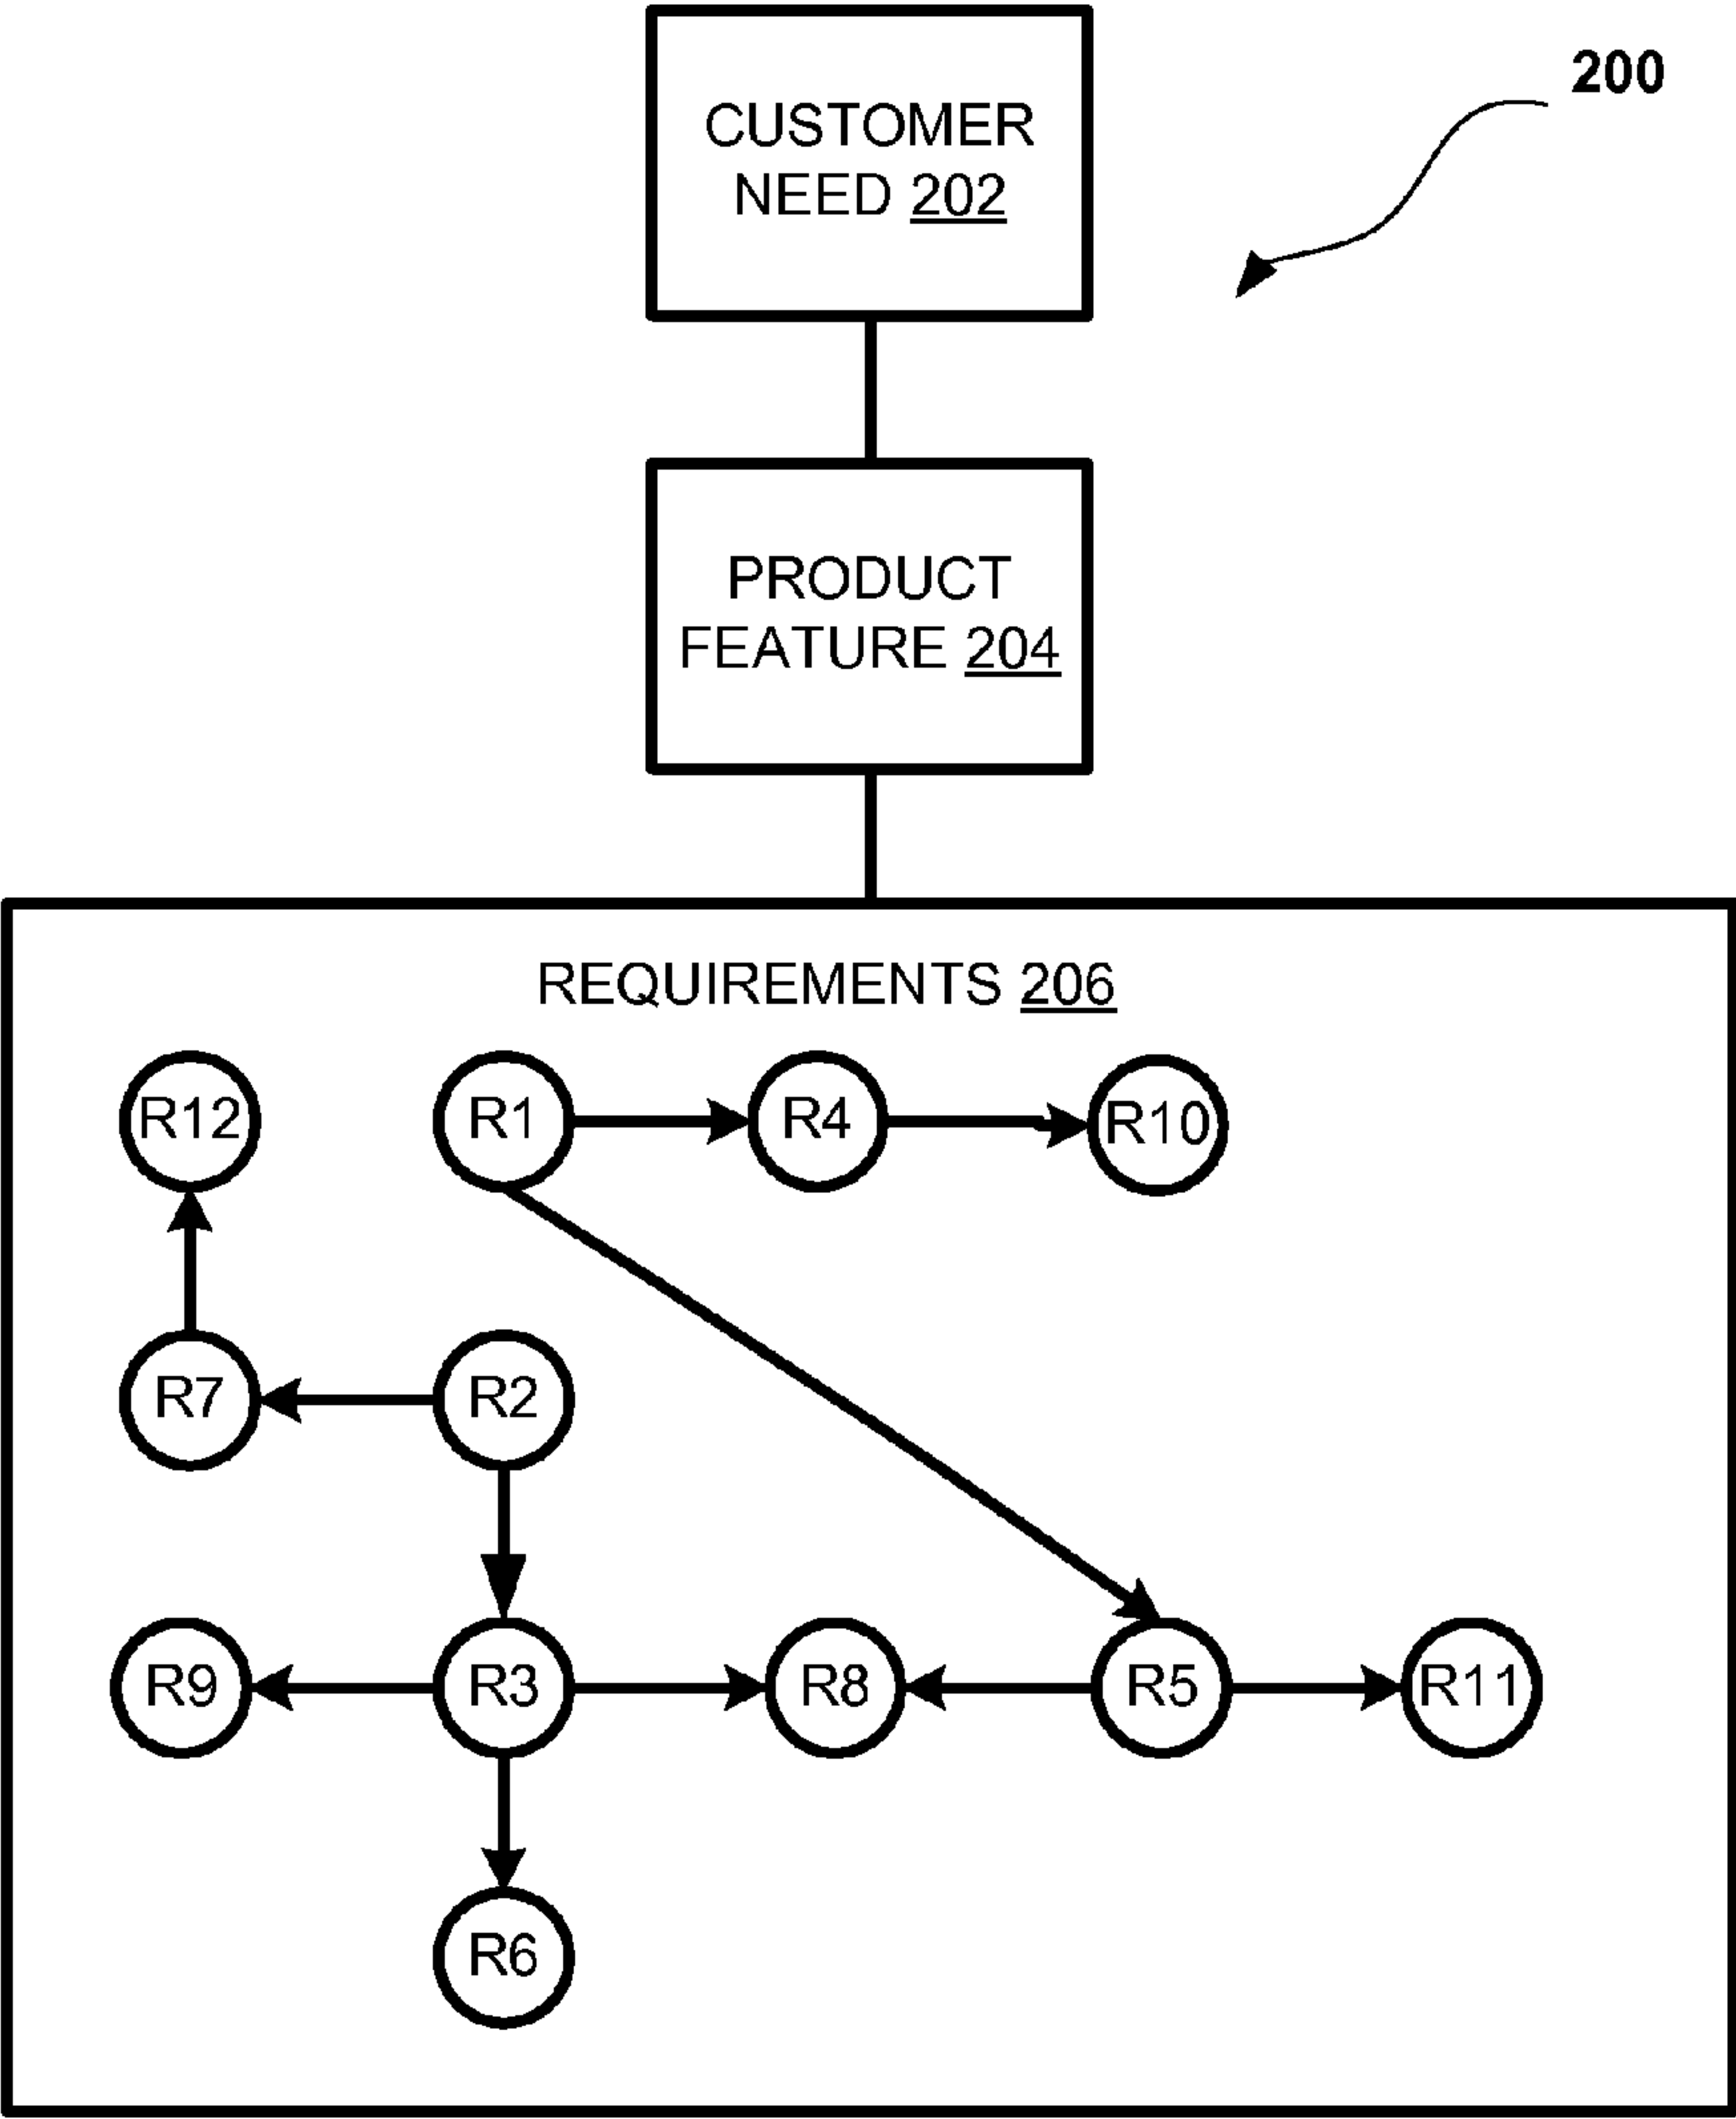 200
CUSTOMER
NEED 202
PRODUCT
FEATURE 204
REQUIREMENTS 206
R12 R1 R4 R10
R7 R2
R9 R3 R8 R5 R11
R6